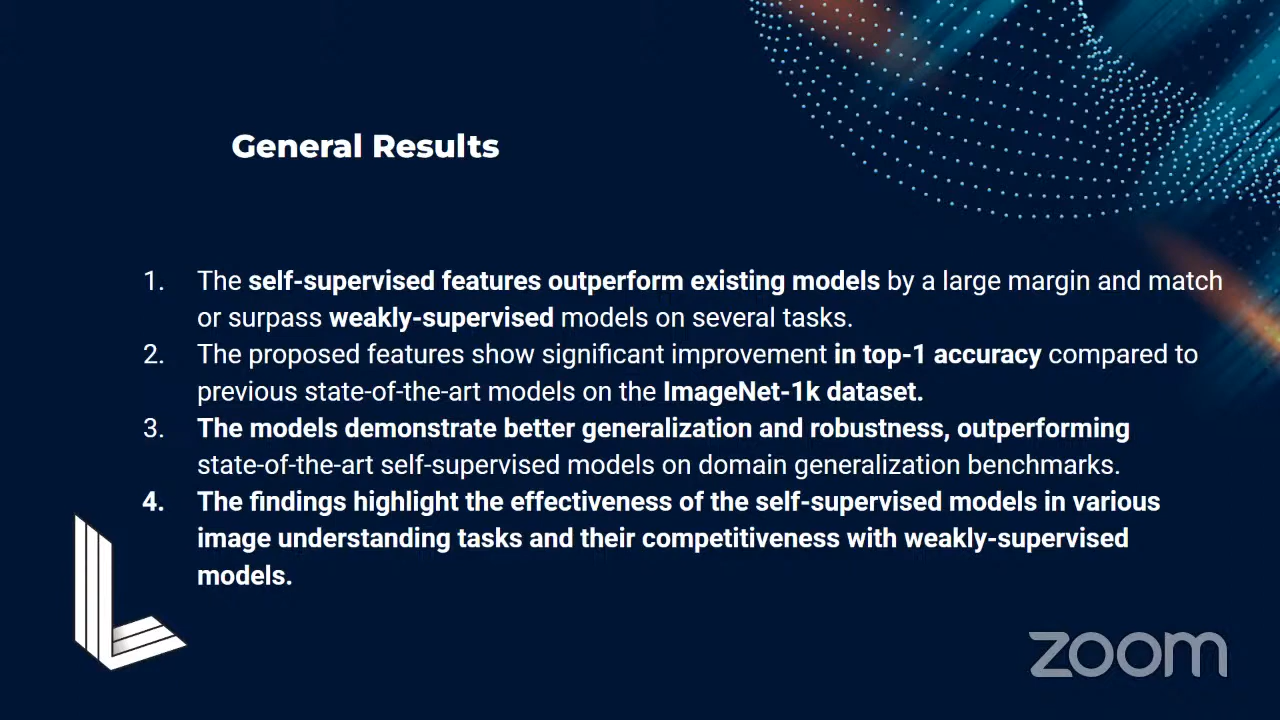 General Results
1. The self-supervised features outperform existing models by a large margin and match
or surpass weakly-supervised models on several tasks.
2. The proposed features show significant improvement in top-1 accuracy compared to
previous state-of-the-art models on the ImageNet-1k dataset.
3. The models demonstrate better generalization and robustness, outperforming
state-of-the-art self-supervised models on domain generalization benchmarks.
4. The findings highlight the effectiveness of the self-supervised models in various
image understanding tasks and their competitiveness with weakly-supervised
models.
zoom